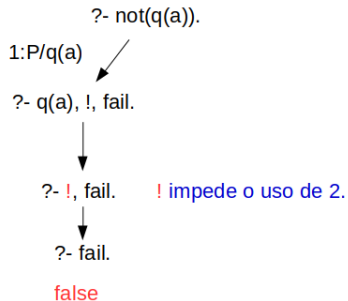 ?- not(q(a)).
1:P/q(a)
?- q(a), !, fail.
?- !, fail. ! impede o uso de 2.
?- fail.
false